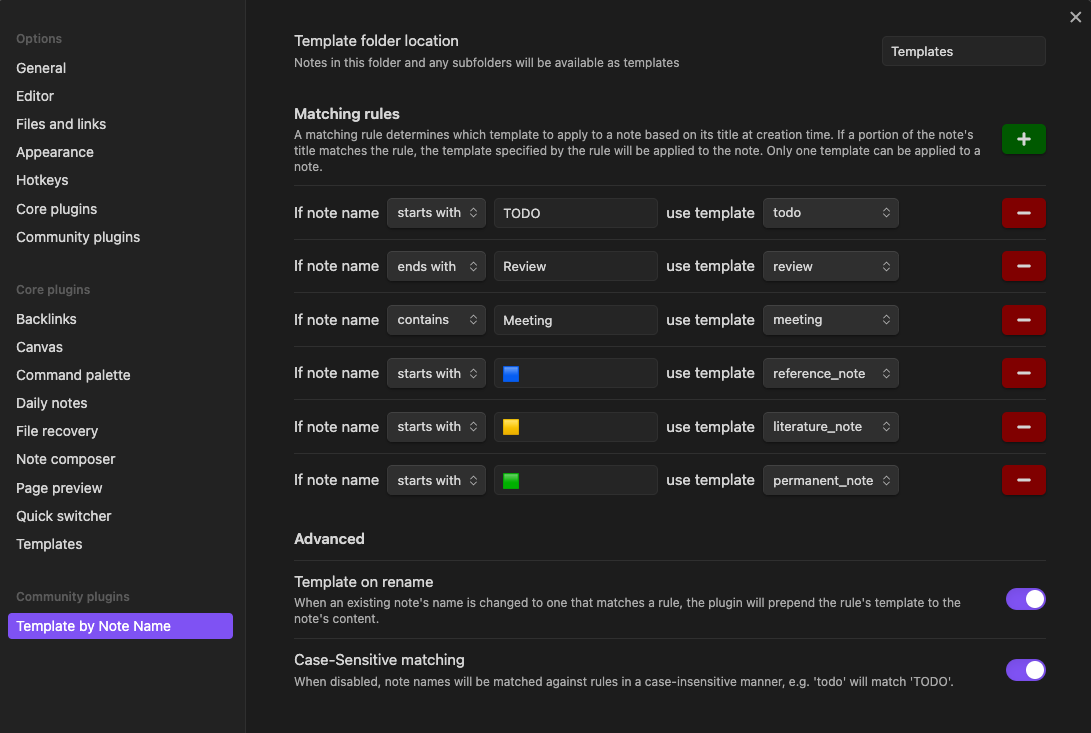 Options
General
Editor
Files and links
Appearance
Hotkeys
Core plugins
Community plugins
Core plugins
Backlinks
Canvas
Command palette
Daily notes
File recovery
Note composer
Page preview
Quick switcher
Templates
Community plugins
Template by Note Name
Template folder location
Notes in this folder and any subfolders will be available as templates
Templates
Matching rules
A matching rule determines which template to apply to a note based on its title at creation time. If a portion of the note's
title matches the rule, the template specified by the rule will be applied to the note. Only one template can be applied to a
note.
If note name starts with TODO use template todo
If note name ends with Review use template review
If note name contains Meeting use template meeting
If note name starts with 🟦 use template reference_note
If note name starts with 🟨 use template literature_note
If note name starts with 🟩 use template permanent_note
Advanced
Template on rename
When an existing note's name is changed to one that matches a rule, the plugin will prepend the rule's template to the
note's content.
Case-Sensitive matching
When disabled, note names will be matched against rules in a case-insensitive manner, e.g. 'todo' will match 'TODO'.